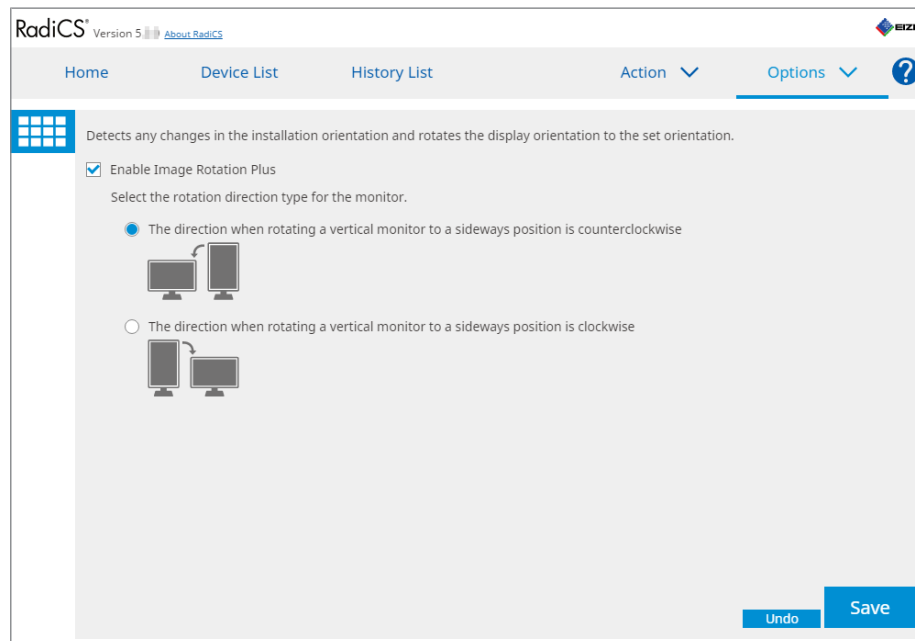 RadiCS® Version 5. About RadiCS
EIZ
Home Device List History List Action Options ?
Detects any changes in the installation orientation and rotates the display orientation to the set orientation.
Enable Image Rotation Plus
Select the rotation direction type for the monitor.
The direction when rotating a vertical monitor to a sideways position is counterclockwise
The direction when rotating a vertical monitor to a sideways position is clockwise
Undo Save